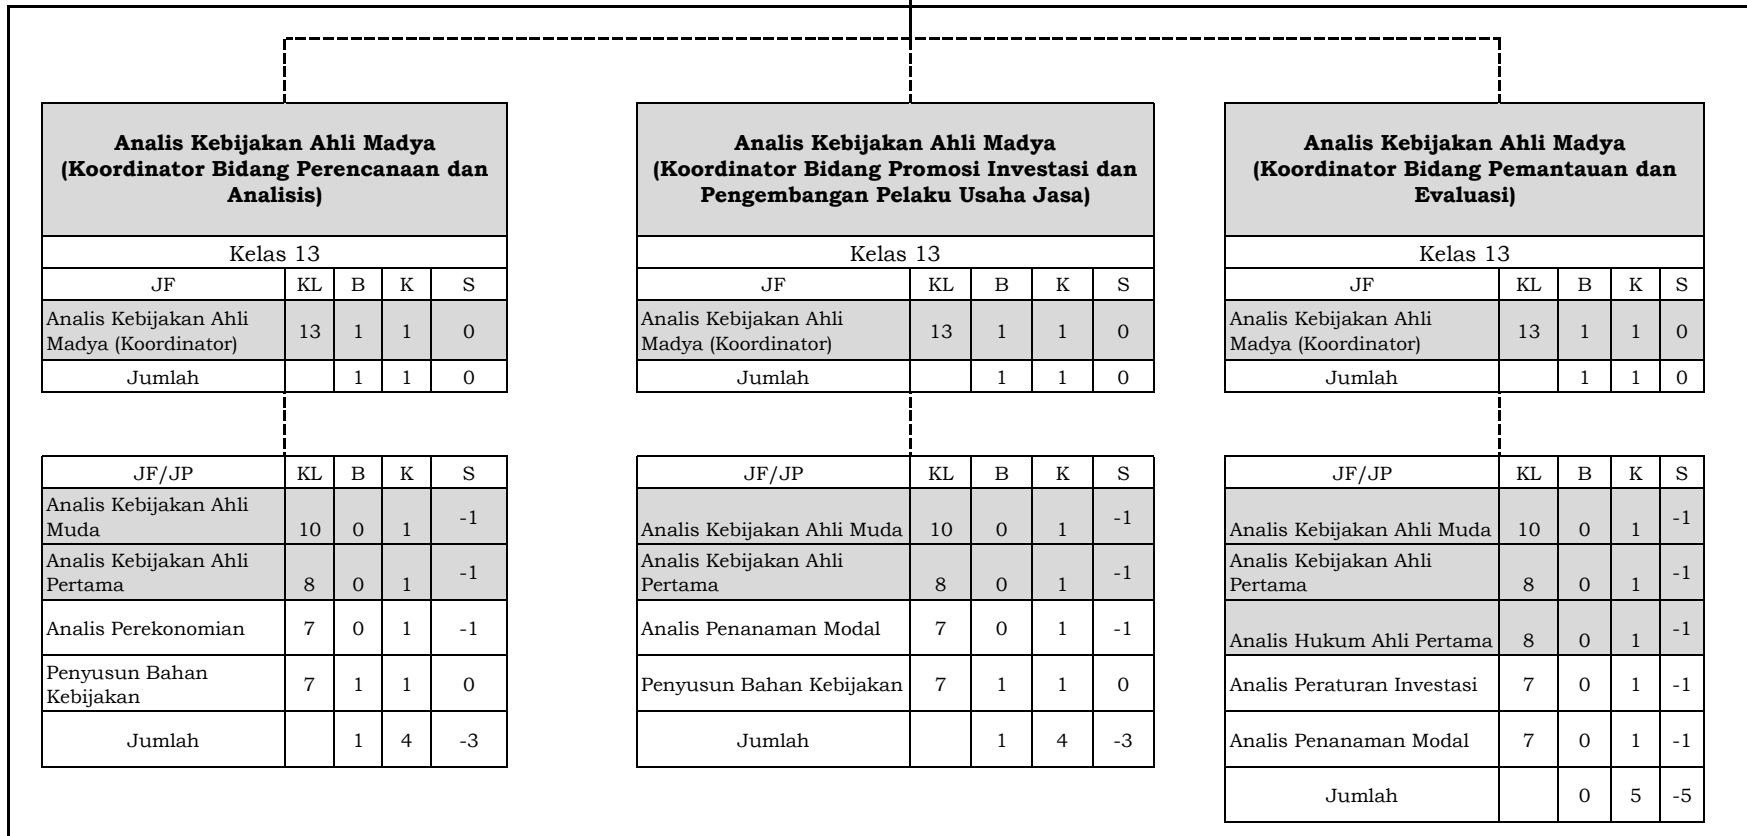 Analis Kebijakan Ahli Madya
(Koordinator Bidang Perencanaan dan
Analisis)
Kelas 13
JF KL B K S
Analis Kebijakan Ahli
Madya (Koordinator) 13 1 1 0
Jumlah 1 1 0
JF/JP KL B K S
Analis Kebijakan Ahli
Muda 10 0 1 -1
Analis Kebijakan Ahli
Pertama 8 0 1 -1
Analis Perekonomian 7 0 1 -1
Penyusun Bahan
Kebijakan 7 1 1 0
Jumlah 1 4 -3
Analis Kebijakan Ahli Madya
(Koordinator Bidang Promosi Investasi dan
Pengembangan Pelaku Usaha Jasa)
Kelas 13
JF KL B K S
Analis Kebijakan Ahli
Madya (Koordinator) 13 1 1 0
Jumlah 1 1 0
JF/JP KL B K S
Analis Kebijakan Ahli Muda 10 0 1 -1
Analis Kebijakan Ahli
Pertama 8 0 1 -1
Analis Penanaman Modal 7 0 1 -1
Penyusun Bahan Kebijakan 7 1 1 0
Jumlah 1 4 -3
Analis Kebijakan Ahli Madya
(Koordinator Bidang Pemantauan dan
Evaluasi)
Kelas 13
JF KL B K S
Analis Kebijakan Ahli
Madya (Koordinator) 13 1 1 0
Jumlah 1 1 0
JF/JP KL B K S
Analis Kebijakan Ahli Muda 10 0 1 -1
Analis Kebijakan Ahli
Pertama 8 0 1 -1
Analis Hukum Ahli Pertama 8 0 1 -1
Analis Peraturan Investasi 7 0 1 -1
Analis Penanaman Modal 7 0 1 -1
Jumlah 0 5 -5